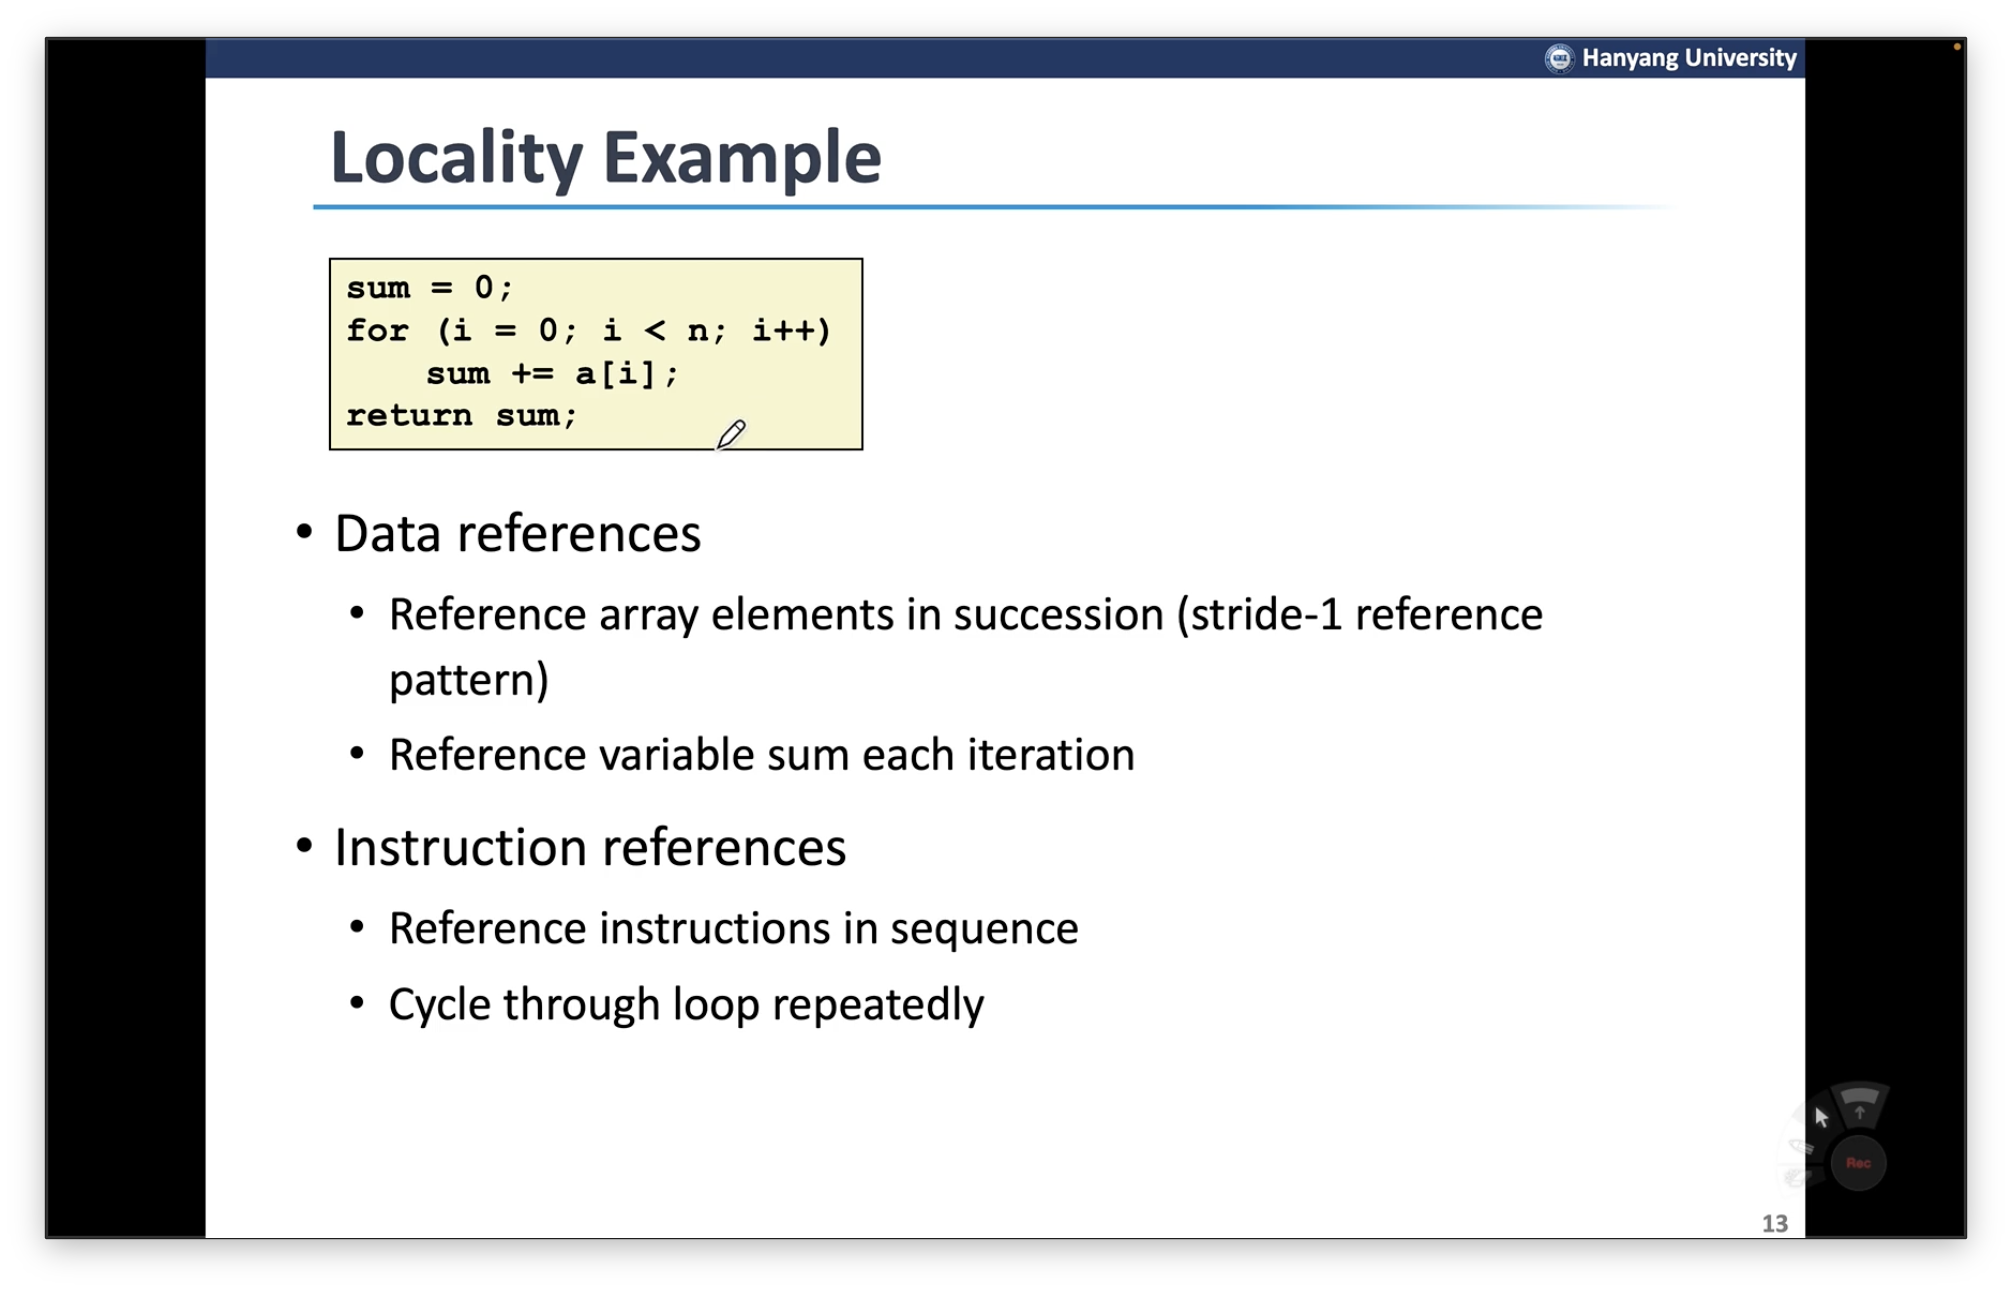 Hanyang University
Locality Example
sum = 0;
for (i = 0; i < n; i++)
    sum += a[i];
return sum;
• Data references
• Reference array elements in succession (stride-1 reference
pattern)
• Reference variable sum each iteration
• Instruction references
• Reference instructions in sequence
• Cycle through loop repeatedly
Rec
13